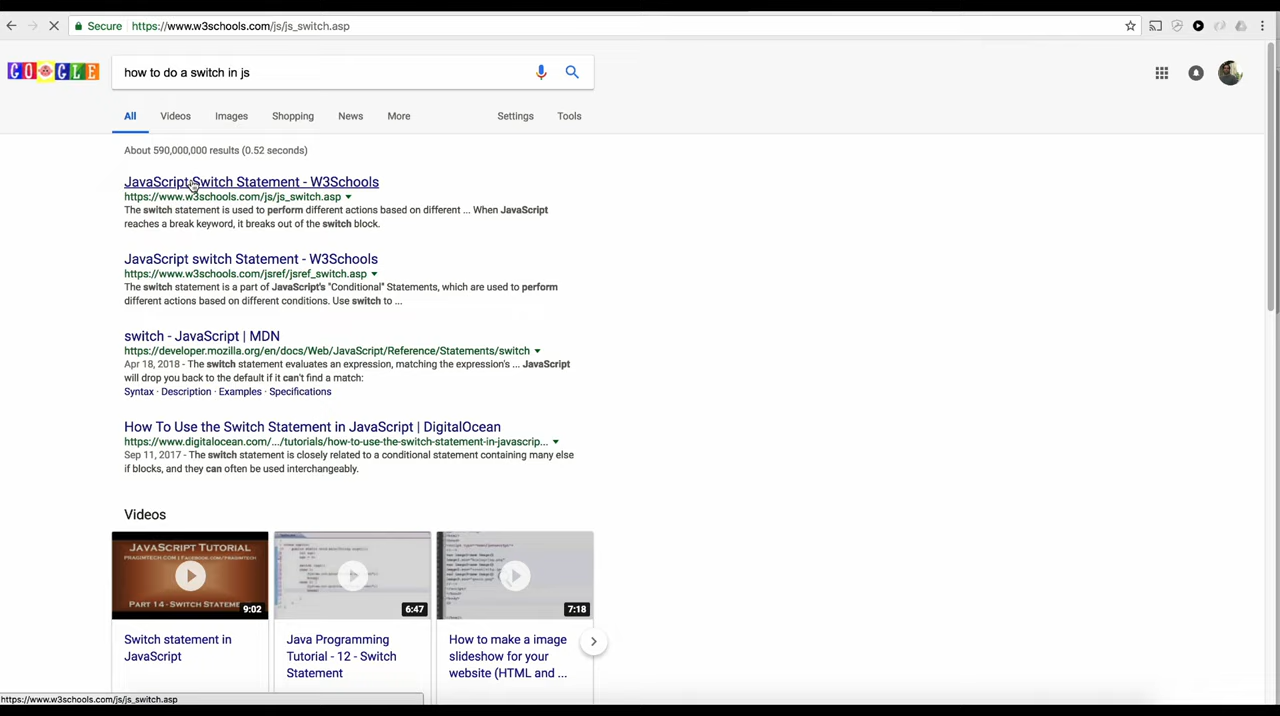 Secure https://www.w3schools.com/js/js_switch.asp
GOOGLE how to do a switch in js
All Videos Images Shopping News More Settings Tools
About 590,000,000 results (0.52 seconds)
JavaScript Switch Statement - W3Schools
https://www.w3schools.com/js/js_switch.asp
The switch statement is used to perform different actions based on different ... When JavaScript
reaches a break keyword, it breaks out of the switch block.
JavaScript switch Statement - W3Schools
https://www.w3schools.com/jsref/jsref_switch.asp
The switch statement is a part of JavaScript's "Conditional" Statements, which are used to perform
different actions based on different conditions. Use switch to ...
switch - JavaScript | MDN
https://developer.mozilla.org/en/docs/Web/JavaScript/Reference/Statements/switch
Apr 18, 2018 - The switch statement evaluates an expression, matching the expression's ... JavaScript
will drop you back to the default if it can't find a match:
Syntax · Description · Examples · Specifications
How To Use the Switch Statement in JavaScript | DigitalOcean
https://www.digitalocean.com/.../tutorials/how-to-use-the-switch-statement-in-javascrip...
Sep 11, 2017 - The switch statement is closely related to a conditional statement containing many else
if blocks, and they can often be used interchangeably.
Videos
JAVASCRIPT TUTORIAL
PART 14 - SWITCH STATEME
9:02
6:47
7:18
Switch statement in
JavaScript
Java Programming
Tutorial - 12 - Switch
Statement
How to make a image
slideshow for your
website (HTML and ...
https://www.w3schools.com/js/js_switch.asp